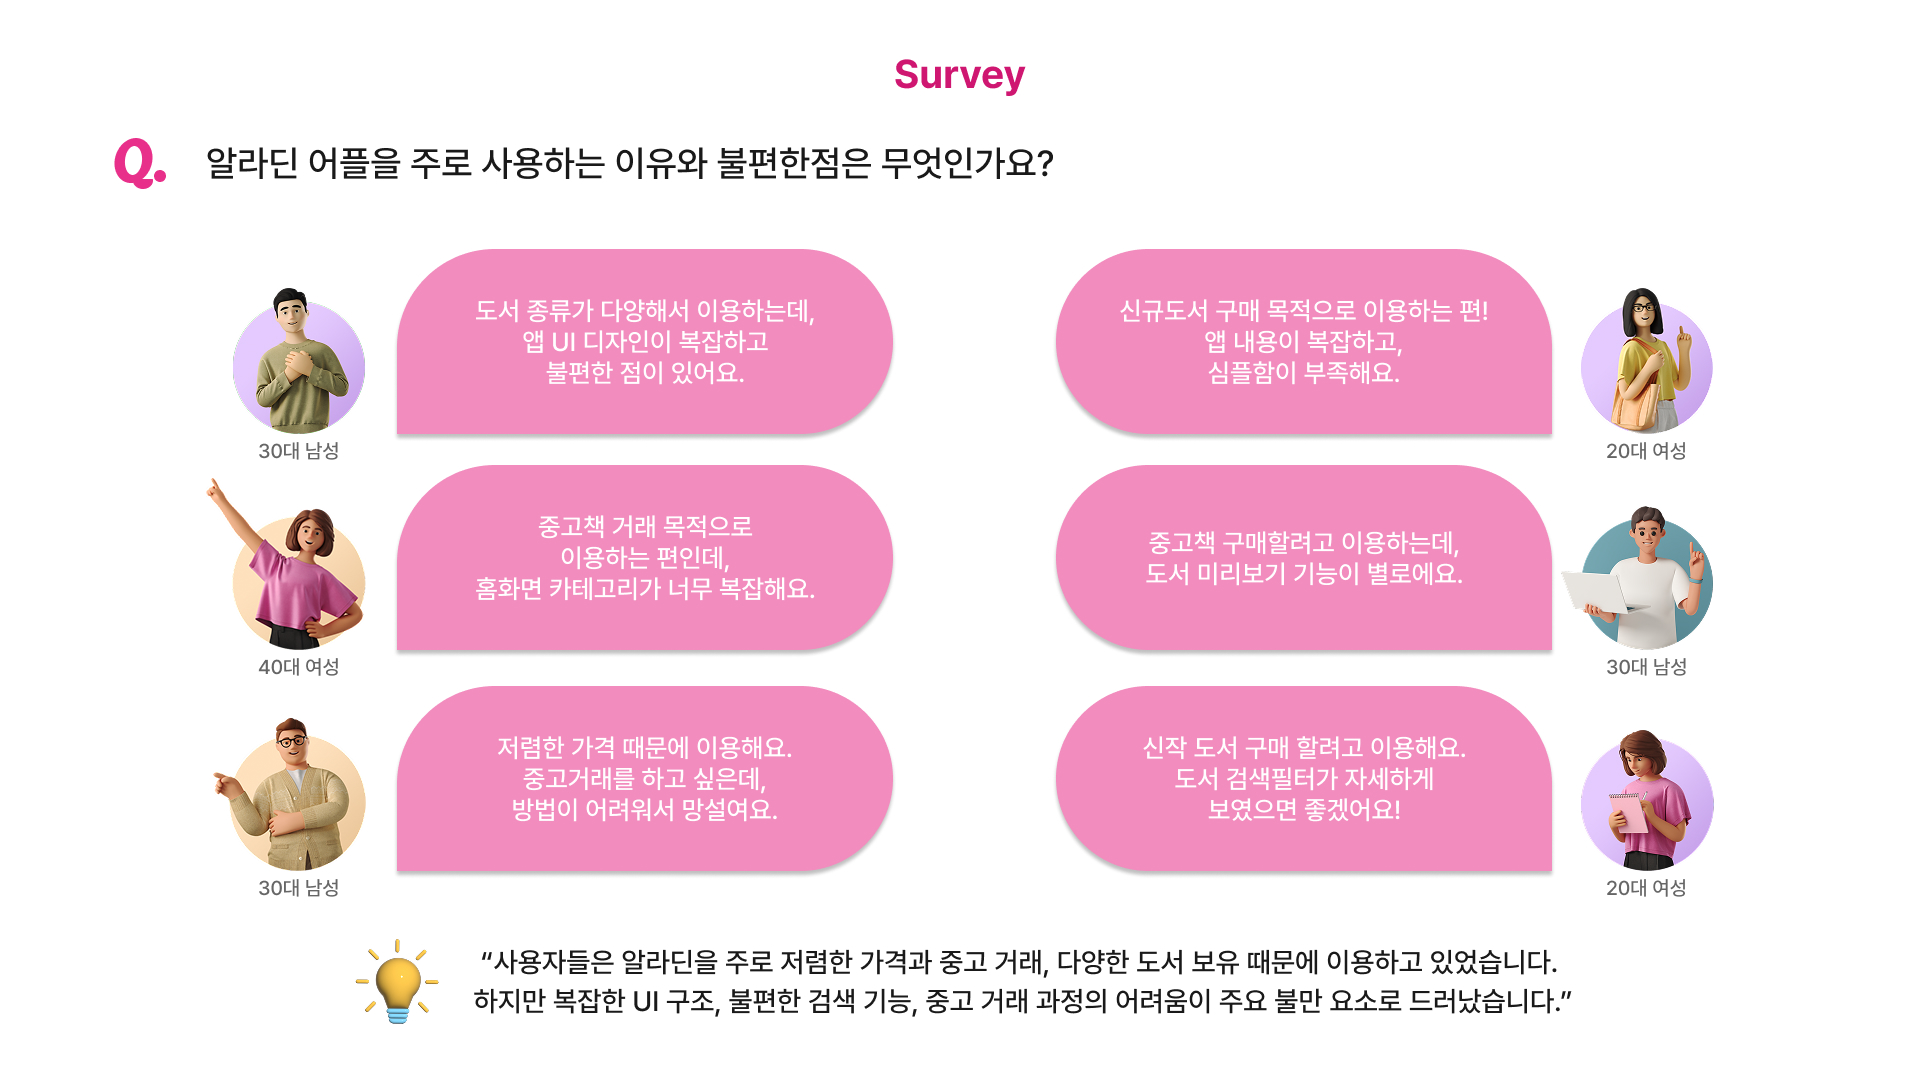 Survey
Q. 알라딘 어플을 주로 사용하는 이유와 불편한점은 무엇인가요?
도서 종류가 다양해서 이용하는데,
앱 UI 디자인이 복잡하고
불편한 점이 있어요.
30대 남성
신규도서 구매 목적으로 이용하는 편!
앱 내용이 복잡하고,
심플함이 부족해요.
20대 여성
중고책 거래 목적으로
이용하는 편인데,
홈화면 카테고리가 너무 복잡해요.
40대 여성
중고책 구매할려고 이용하는데,
도서 미리보기 기능이 별로에요.
30대 남성
저렴한 가격 때문에 이용해요.
중고거래를 하고 싶은데,
방법이 어려워서 망설여요.
30대 남성
신작 도서 구매 할려고 이용해요.
도서 검색필터가 자세하게
보였으면 좋겠어요!
20대 여성
“사용자들은 알라딘을 주로 저렴한 가격과 중고 거래, 다양한 도서 보유 때문에 이용하고 있었습니다.
하지만 복잡한 UI 구조, 불편한 검색 기능, 중고 거래 과정의 어려움이 주요 불만 요소로 드러났습니다.”